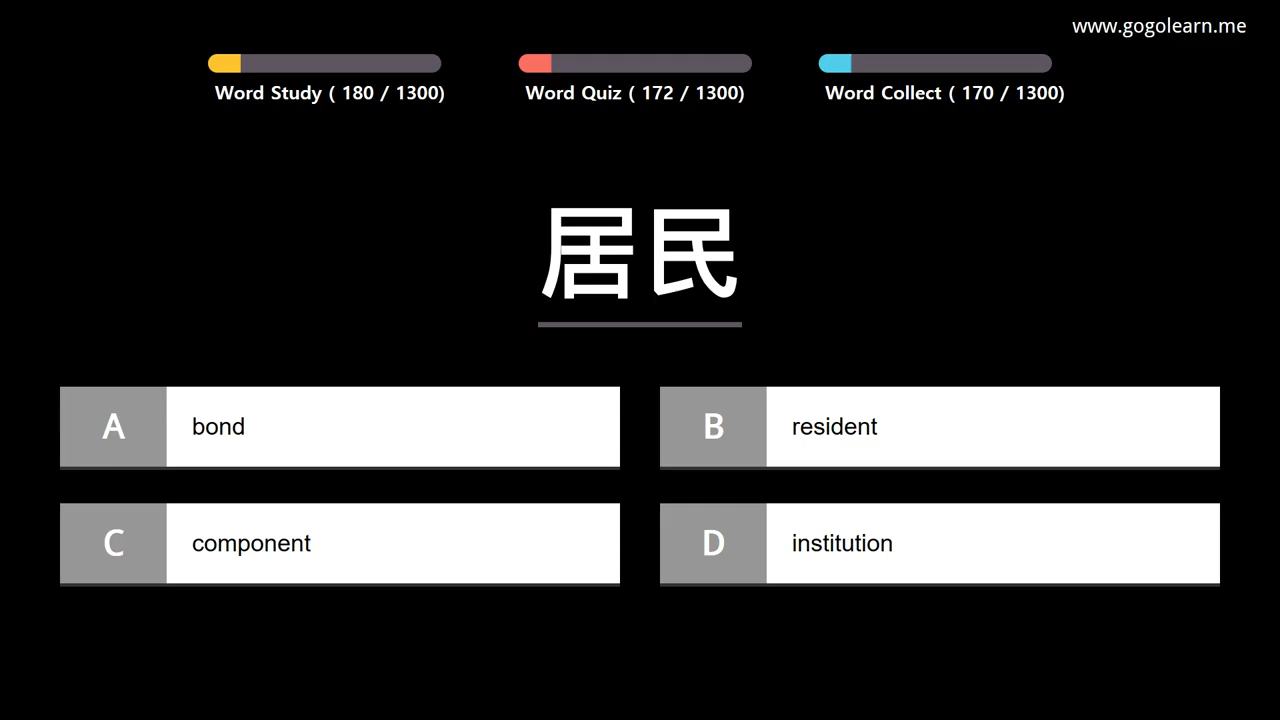 www.gogolearn.me
Word Study ( 180 / 1300)
Word Quiz ( 172 / 1300)
Word Collect ( 170 / 1300)
居民
A bond
B resident
C component
D institution